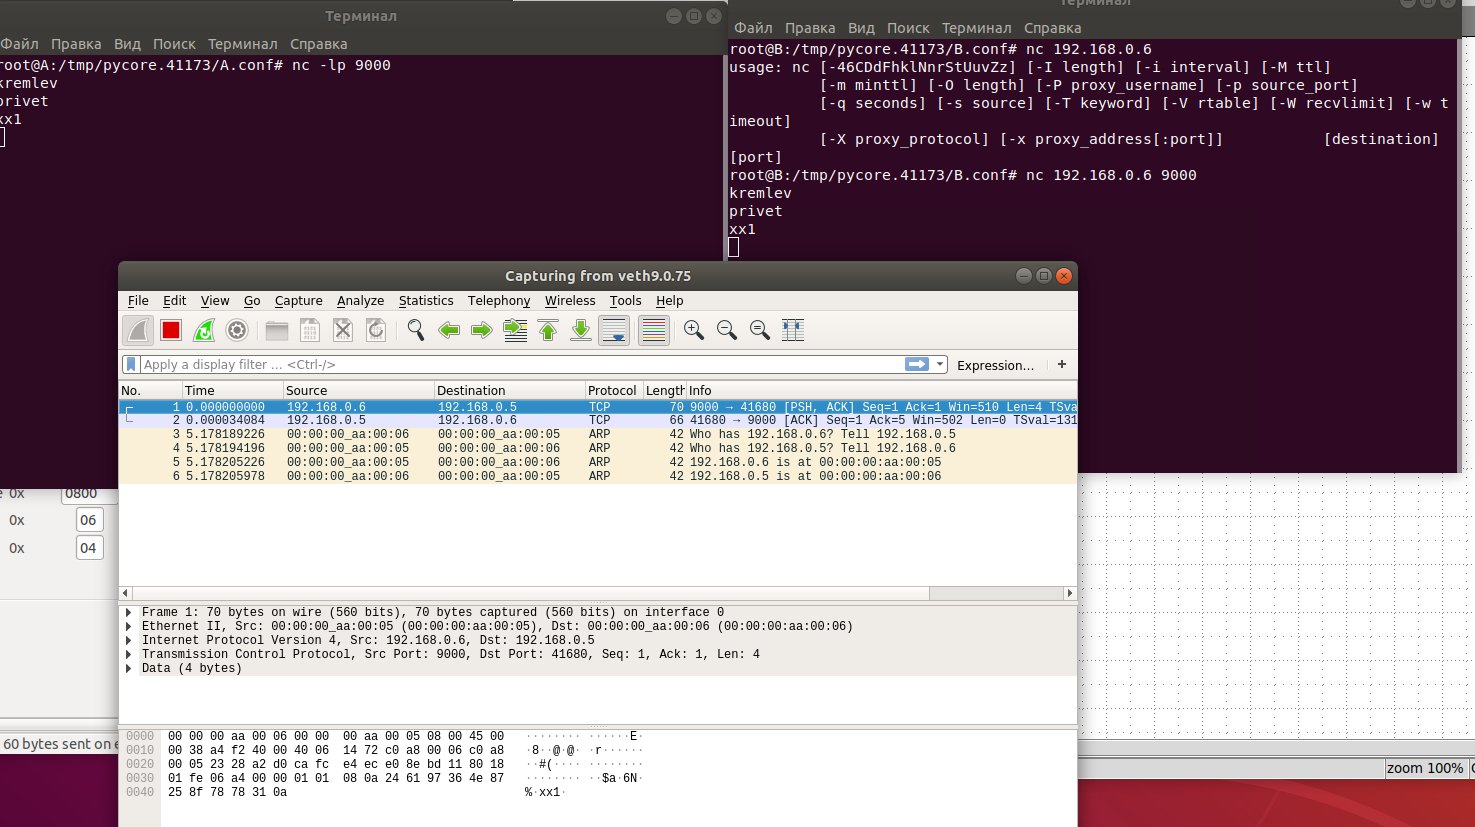 Терминал
Файл Правка Вид Поиск Терминал Справка
root@A:/tmp/pycore.41173/A.conf# nc -lp 9000
kremlev
privet
xx1
Терминал
Файл Правка Вид Поиск Терминал Справка
root@B:/tmp/pycore.41173/B.conf# nc 192.168.0.6
usage: nc [-46CDdFhklNnrStUuvZz] [-I length] [-i interval] [-M ttl]
[-m minttl] [-O length] [-P proxy_username] [-p source_port]
[-q seconds] [-s source] [-T keyword] [-V rtable] [-W recvlimit] [-w t
imeout]
[-X proxy_protocol] [-x proxy_address[:port]] [destination]
[port]
root@B:/tmp/pycore.41173/B.conf# nc 192.168.0.6 9000
kremlev
privet
xx1
Capturing from veth9.0.75
File Edit View Go Capture Analyze Statistics Telephony Wireless Tools Help
Apply a display filter ... <Ctrl-/> Expression... +
No. Time Source Destination Protocol Length Info
1 0.000000000 192.168.0.6 192.168.0.5 TCP 70 9000 → 41680 [PSH, ACK] Seq=1 Ack=1 Win=510 Len=4 TSva
2 0.000034084 192.168.0.5 192.168.0.6 TCP 66 41680 → 9000 [ACK] Seq=1 Ack=5 Win=502 Len=0 TSval=131
3 5.178189226 00:00:00_aa:00:06 00:00:00_aa:00:05 ARP 42 Who has 192.168.0.6? Tell 192.168.0.5
4 5.178194196 00:00:00_aa:00:05 00:00:00_aa:00:06 ARP 42 Who has 192.168.0.5? Tell 192.168.0.6
5 5.178205226 00:00:00_aa:00:05 00:00:00_aa:00:06 ARP 42 192.168.0.6 is at 00:00:00:aa:00:05
6 5.178205978 00:00:00_aa:00:06 00:00:00_aa:00:05 ARP 42 192.168.0.5 is at 00:00:00:aa:00:06
e 0x 0800
0x 06
0x 04
Frame 1: 70 bytes on wire (560 bits), 70 bytes captured (560 bits) on interface 0
Ethernet II, Src: 00:00:00_aa:00:05 (00:00:00:aa:00:05), Dst: 00:00:00_aa:00:06 (00:00:00:aa:00:06)
Internet Protocol Version 4, Src: 192.168.0.6, Dst: 192.168.0.5
Transmission Control Protocol, Src Port: 9000, Dst Port: 41680, Seq: 1, Ack: 1, Len: 4
Data (4 bytes)
0000 00 00 00 aa 00 06 00 00 00 aa 00 05 08 00 45 00 ········ ······E·
0010 00 38 a4 f2 40 00 40 06 14 72 c0 a8 00 06 c0 a8 ·8··@·@· ·r······
0020 00 05 23 28 a2 d0 ca fc e4 ec e0 8e bd 11 80 18 ··#(···· ········
0030 01 fe 06 a4 00 00 01 01 08 0a 24 61 97 36 4e 87 ········ ··$a·6N·
0040 25 8f 78 78 31 0a %·xx1·
60 bytes sent on e
zoom 100%